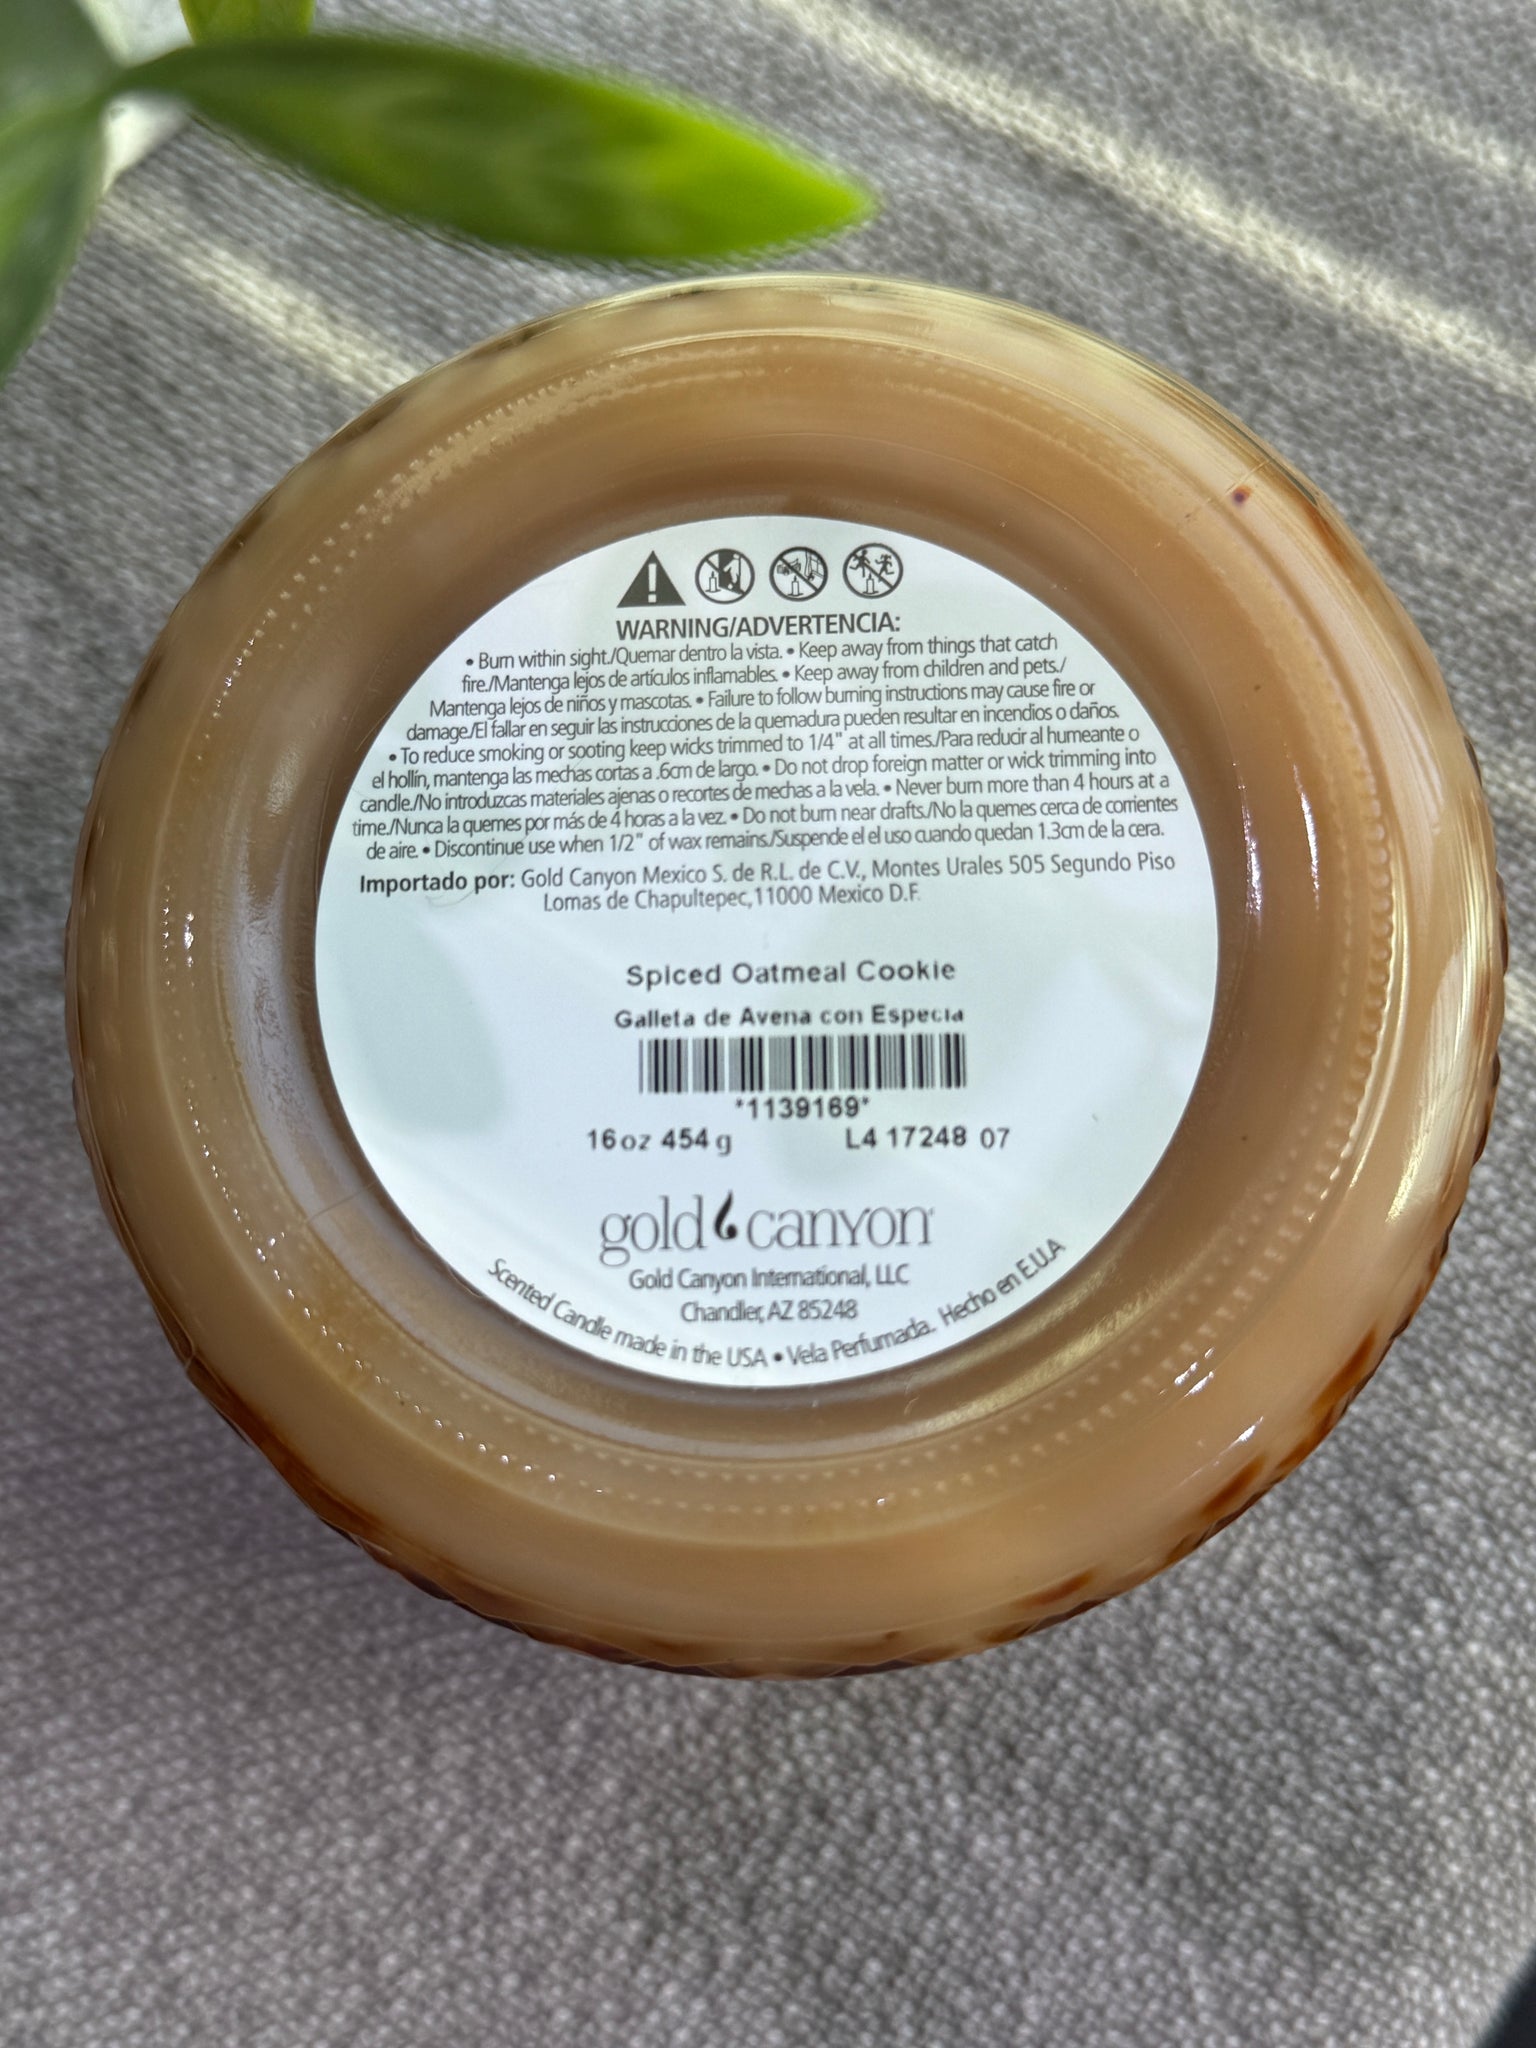 WARNING/ADVERTENCIA:
• Burn within sight./Quemar dentro la vista. • Keep away from things that catch
fire./Mantenga lejos de artículos inflamables. • Keep away from children and pets./
Mantenga lejos de niños y mascotas. • Failure to follow burning instructions may cause fire or
damage./El fallar en seguir las instrucciones de la quemadura pueden resultar en incendios o daños.
• To reduce smoking or sooting keep wicks trimmed to 1/4" at all times./Para reducir al humeante o
el hollín, mantenga las mechas cortas a .6cm de largo. • Do not drop foreign matter or wick trimming into
candle./No introduzcas materiales ajenas o recortes de mechas a la vela. • Never burn more than 4 hours at a
time./Nunca la quemes por más de 4 horas a la vez. • Do not burn near drafts./No la quemes cerca de corrientes
de aire. • Discontinue use when 1/2" of wax remains./Suspende el el uso cuando quedan 1.3cm de la cera.
Importado por: Gold Canyon Mexico S. de R.L. de C.V., Montes Urales 505 Segundo Piso
Lomas de Chapultepec,11000 Mexico D.F.
Spiced Oatmeal Cookie
Galleta de Avena con Especia
*1139169*
16 oz 454 g L4 17248 07
gold canyon
Gold Canyon International, LLC
Chandler, AZ 85248
Scented Candle made in the USA • Vela Perfumada. Hecho en E.U.A